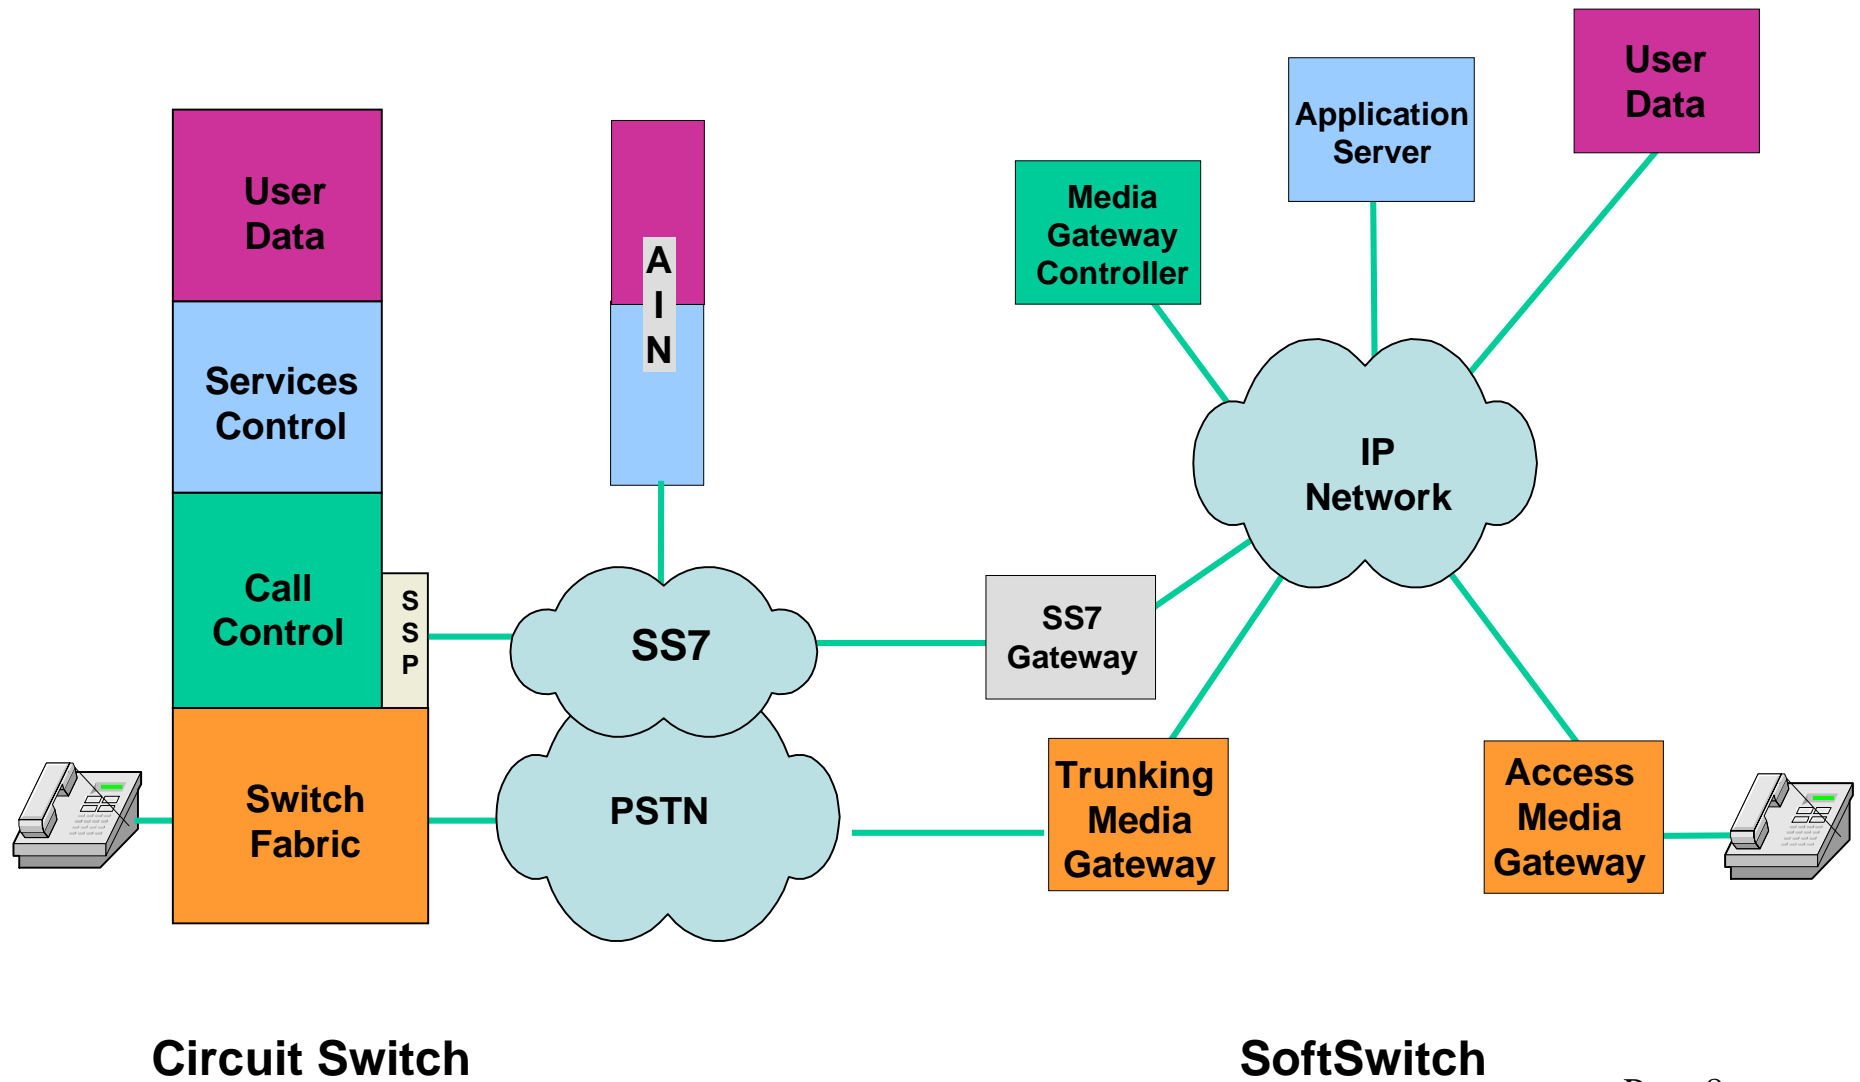 User
Data
Services
Control
Call
Control
S
S
P
Switch
Fabric
A
I
N
SS7
PSTN
User
Data
Application
Server
Media
Gateway
Controller
IP
Network
SS7
Gateway
Trunking
Media
Gateway
Access
Media
Gateway
Circuit Switch
SoftSwitch